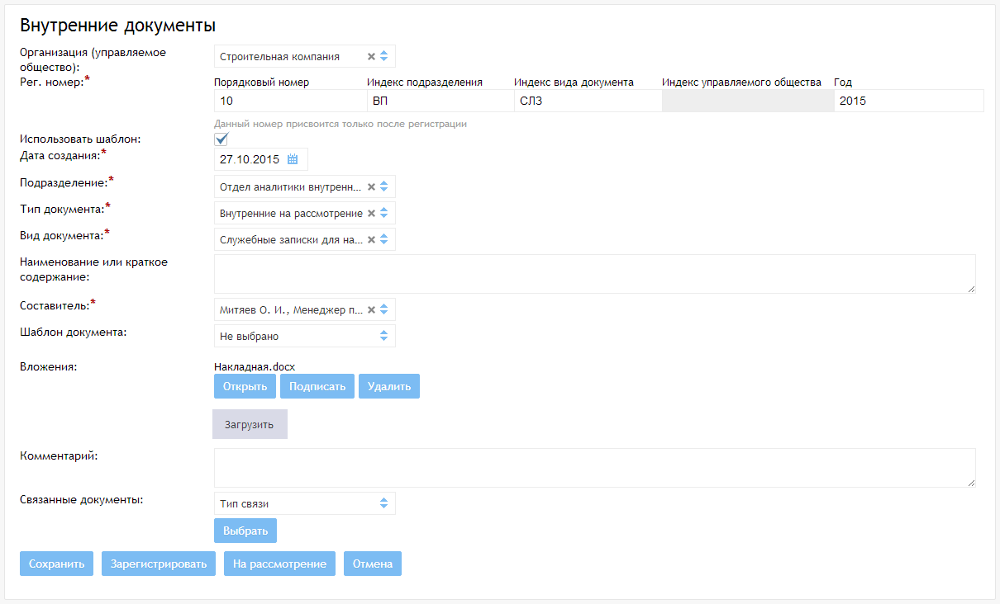 Внутренние документы
Организация (управляемое
общество):
Строительная компания
Рег. номер:*
Порядковый номер Индекс подразделения Индекс вида документа Индекс управляемого общества Год
10 ВП СЛЗ 2015
Данный номер присвоится только после регистрации
Использовать шаблон:
Дата создания:*
27.10.2015
Подразделение:*
Отдел аналитики внутренн...
Тип документа:*
Внутренние на рассмотрение
Вид документа:*
Служебные записки для на...
Наименование или краткое
содержание:
Составитель:*
Митяев О. И., Менеджер п...
Шаблон документа:
Не выбрано
Вложения:
Накладная.docx
Открыть Подписать Удалить
Загрузить
Комментарий:
Связанные документы:
Тип связи
Выбрать
Сохранить Зарегистрировать На рассмотрение Отмена